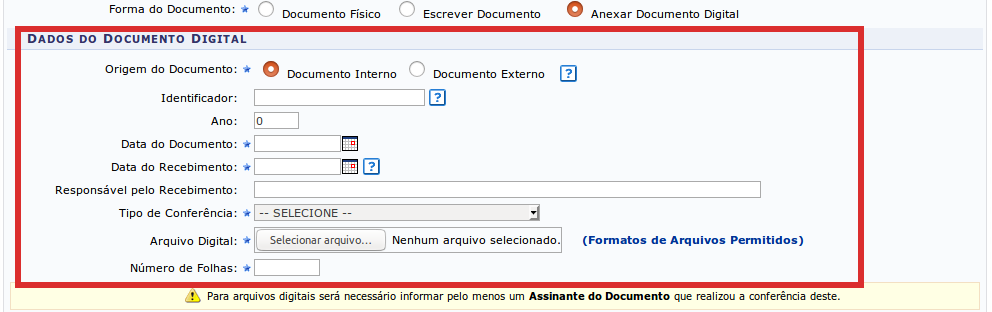 Forma do Documento: Documento Físico Escrever Documento Anexar Documento Digital
DADOS DO DOCUMENTO DIGITAL
Origem do Documento: Documento Interno Documento Externo ?
Identificador: ?
Ano: 0
Data do Documento:
Data do Recebimento: ?
Responsável pelo Recebimento:
Tipo de Conferência: -- SELECIONE --
Arquivo Digital: Selecionar arquivo... Nenhum arquivo selecionado. (Formatos de Arquivos Permitidos)
Número de Folhas:
Para arquivos digitais será necessário informar pelo menos um Assinante do Documento que realizou a conferência deste.